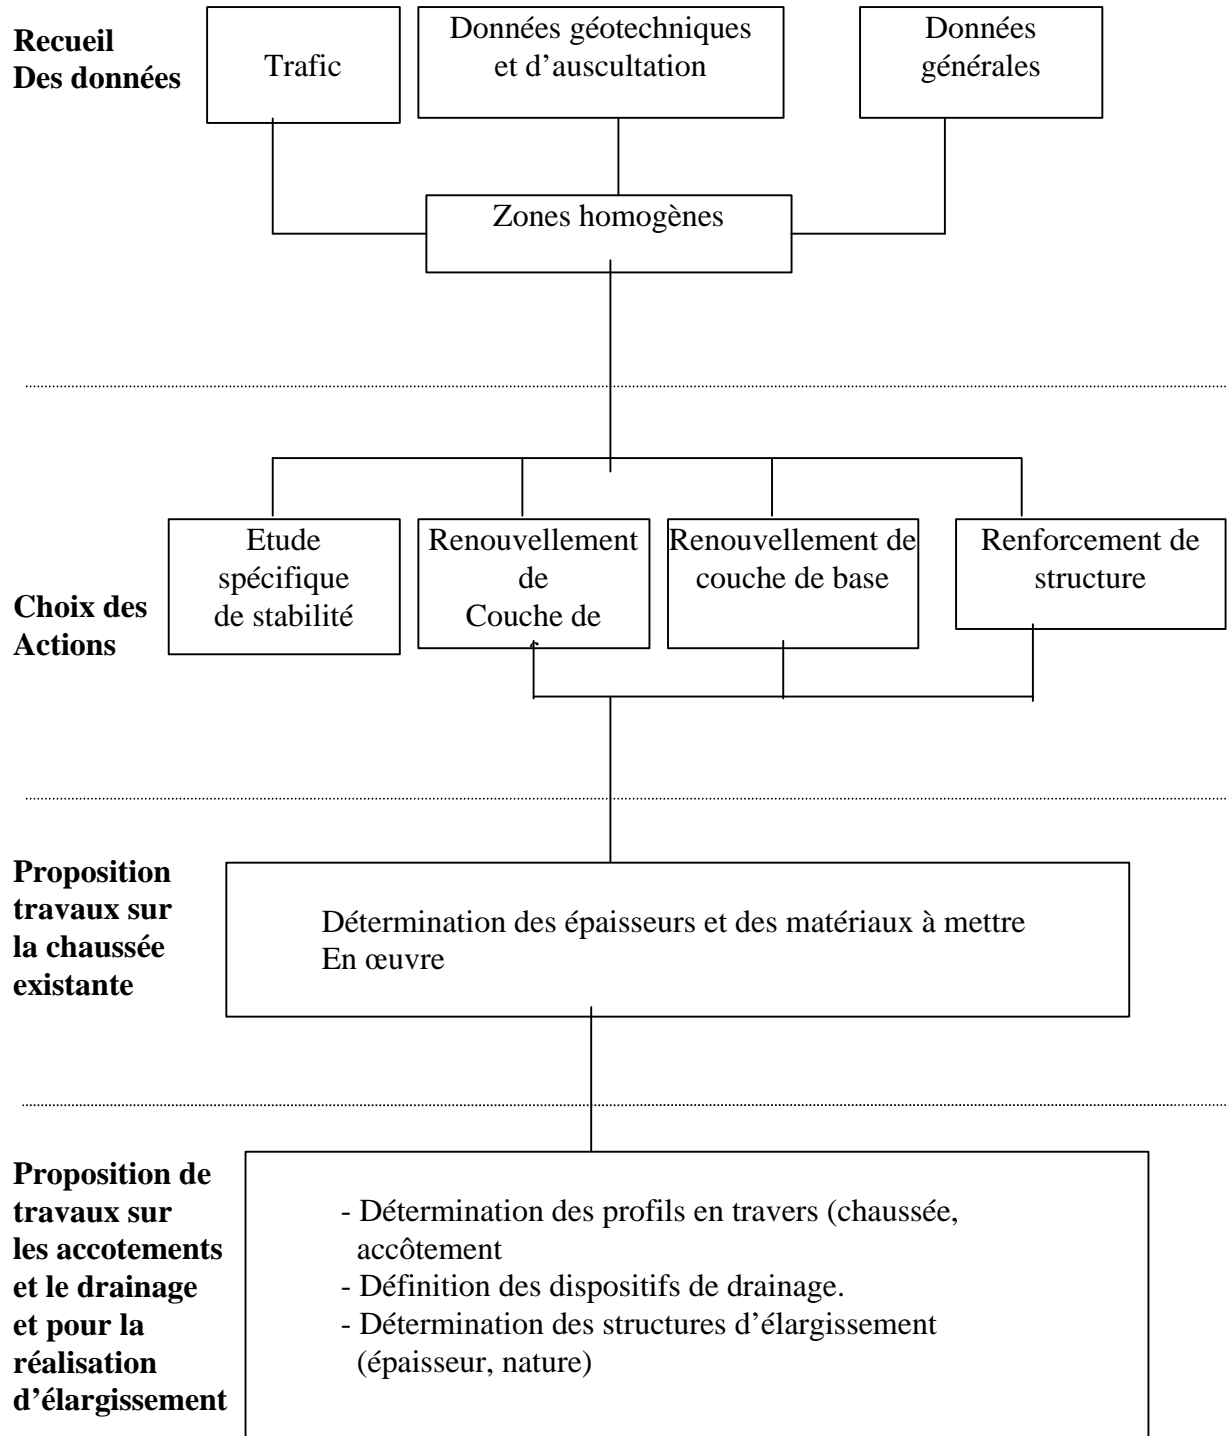 Recueil
Des données
Trafic
Données géotechniques
et d’auscultation
Données
générales
Zones homogènes
Choix des
Actions
Etude
spécifique
de stabilité
Renouvellement
de
Couche de
Renouvellement de
couche de base
Renforcement de
structure
Proposition
travaux sur
la chaussée
existante
Détermination des épaisseurs et des matériaux à mettre
En œuvre
Proposition de
travaux sur
les accotements
et le drainage
et pour la
réalisation
d’élargissement
- Détermination des profils en travers (chaussée,
accôtement
- Définition des dispositifs de drainage.
- Détermination des structures d’élargissement
(épaisseur, nature)